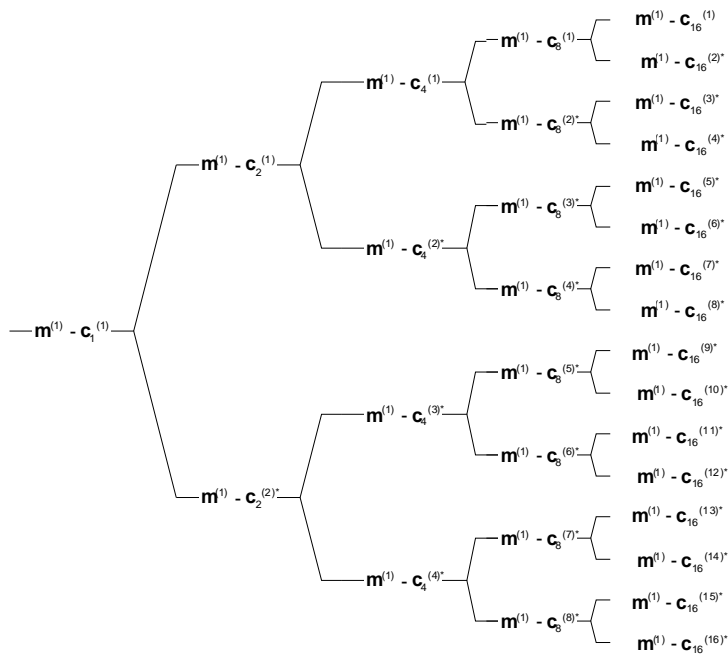 m⁽¹⁾ - c₁₆⁽¹⁾
m⁽¹⁾ - c₈⁽¹⁾
m⁽¹⁾ - c₁₆⁽²⁾*
m⁽¹⁾ - c₄⁽¹⁾
m⁽¹⁾ - c₁₆⁽³⁾*
m⁽¹⁾ - c₈⁽²⁾*
m⁽¹⁾ - c₁₆⁽⁴⁾*
m⁽¹⁾ - c₂⁽¹⁾
m⁽¹⁾ - c₁₆⁽⁵⁾*
m⁽¹⁾ - c₈⁽³⁾*
m⁽¹⁾ - c₁₆⁽⁶⁾*
m⁽¹⁾ - c₄⁽²⁾*
m⁽¹⁾ - c₁₆⁽⁷⁾*
m⁽¹⁾ - c₈⁽⁴⁾*
m⁽¹⁾ - c₁₆⁽⁸⁾*
m⁽¹⁾ - c₁⁽¹⁾
m⁽¹⁾ - c₁₆⁽⁹⁾*
m⁽¹⁾ - c₈⁽⁵⁾*
m⁽¹⁾ - c₁₆⁽¹⁰⁾*
m⁽¹⁾ - c₄⁽³⁾*
m⁽¹⁾ - c₁₆⁽¹¹⁾*
m⁽¹⁾ - c₈⁽⁶⁾*
m⁽¹⁾ - c₁₆⁽¹²⁾*
m⁽¹⁾ - c₂⁽²⁾*
m⁽¹⁾ - c₁₆⁽¹³⁾*
m⁽¹⁾ - c₈⁽⁷⁾*
m⁽¹⁾ - c₁₆⁽¹⁴⁾*
m⁽¹⁾ - c₄⁽⁴⁾*
m⁽¹⁾ - c₁₆⁽¹⁵⁾*
m⁽¹⁾ - c₈⁽⁸⁾*
m⁽¹⁾ - c₁₆⁽¹⁶⁾*